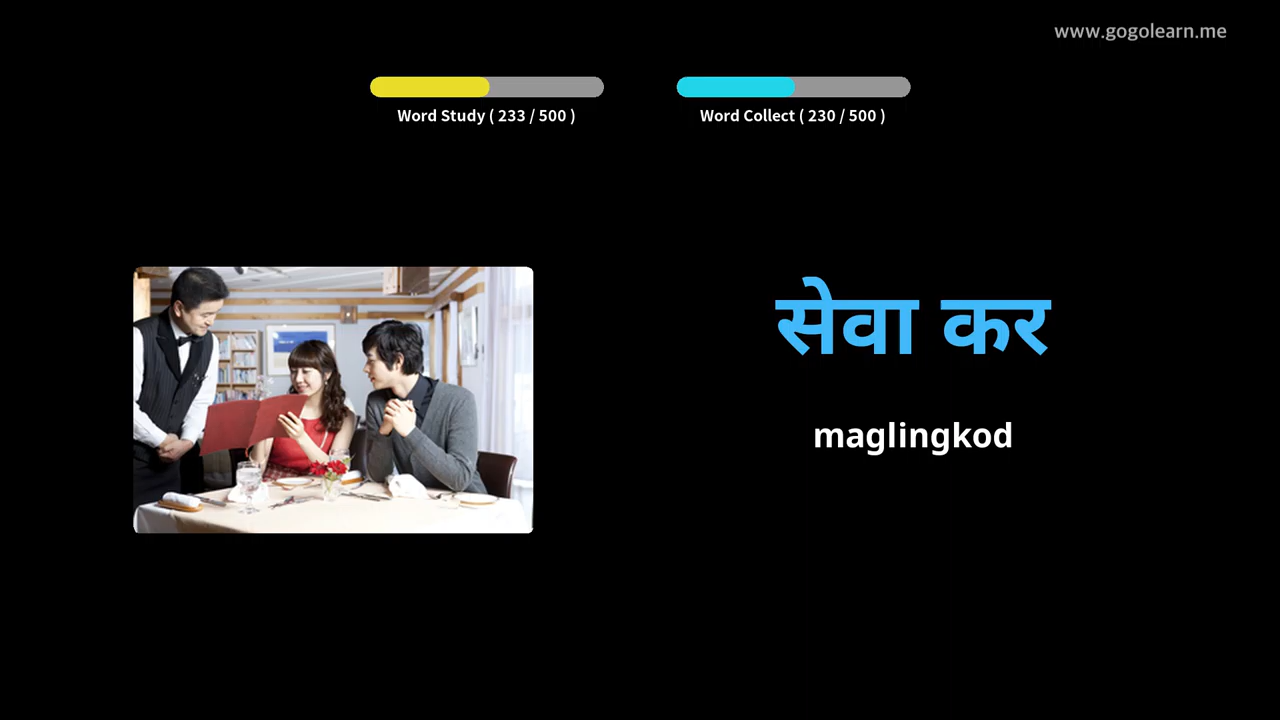 www.gogolearn.me
Word Study ( 233 / 500 )
Word Collect ( 230 / 500 )
सेवा कर
maglingkod